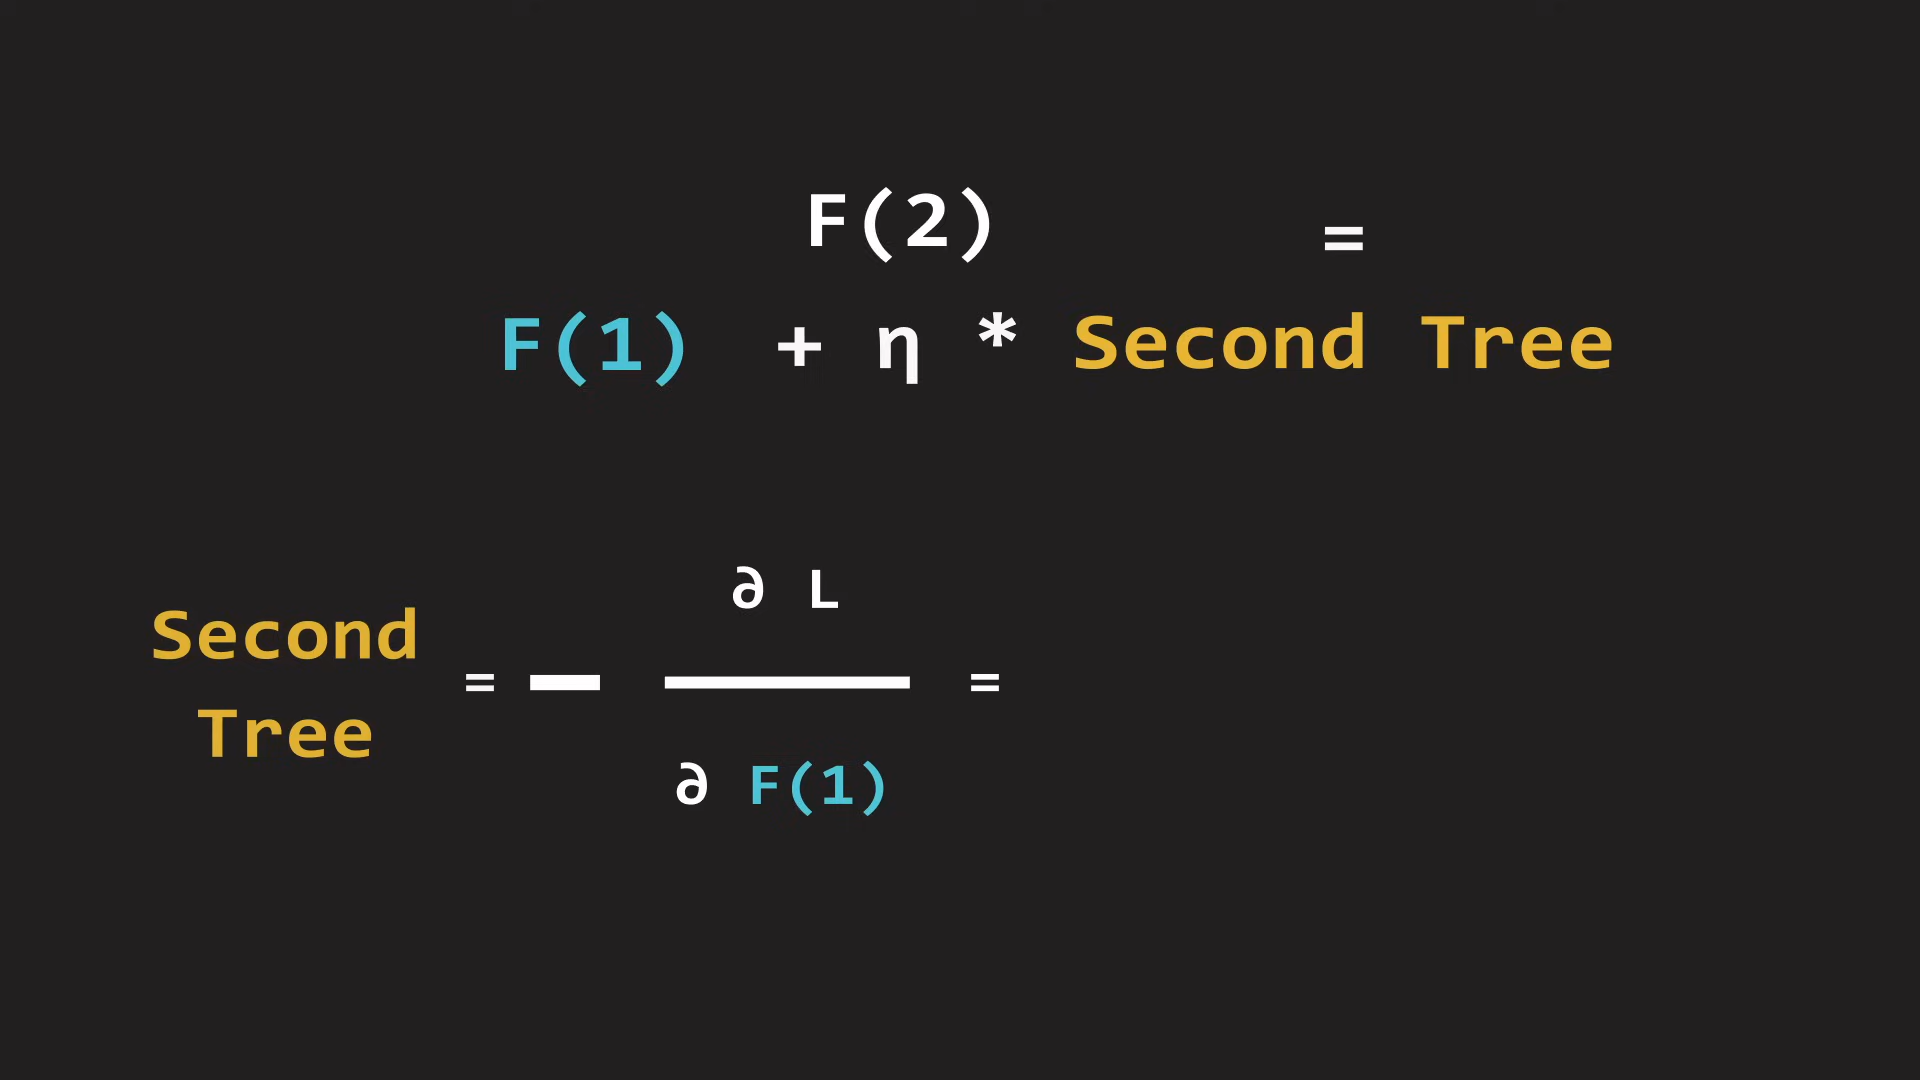 F(2) =
F(1) + η * Second Tree
∂ L
Second
= — =
Tree
∂ F(1)